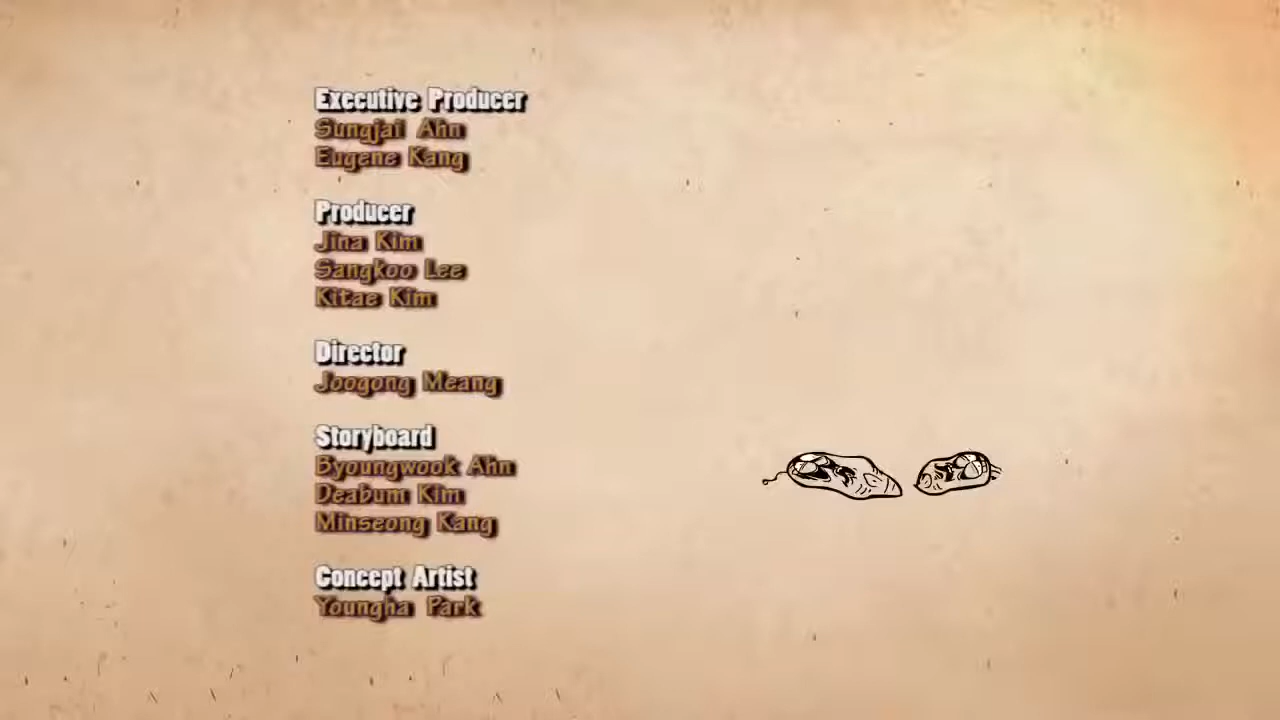 Executive Producer
Sungjai Ahn
Eugene Kang
Producer
Jina Kim
Sangkoo Lee
Kitae Kim
Director
Joogong Meang
Storyboard
Byoungwook Ahn
Deabum Kim
Minseong Kang
Concept Artist
Youngha Park